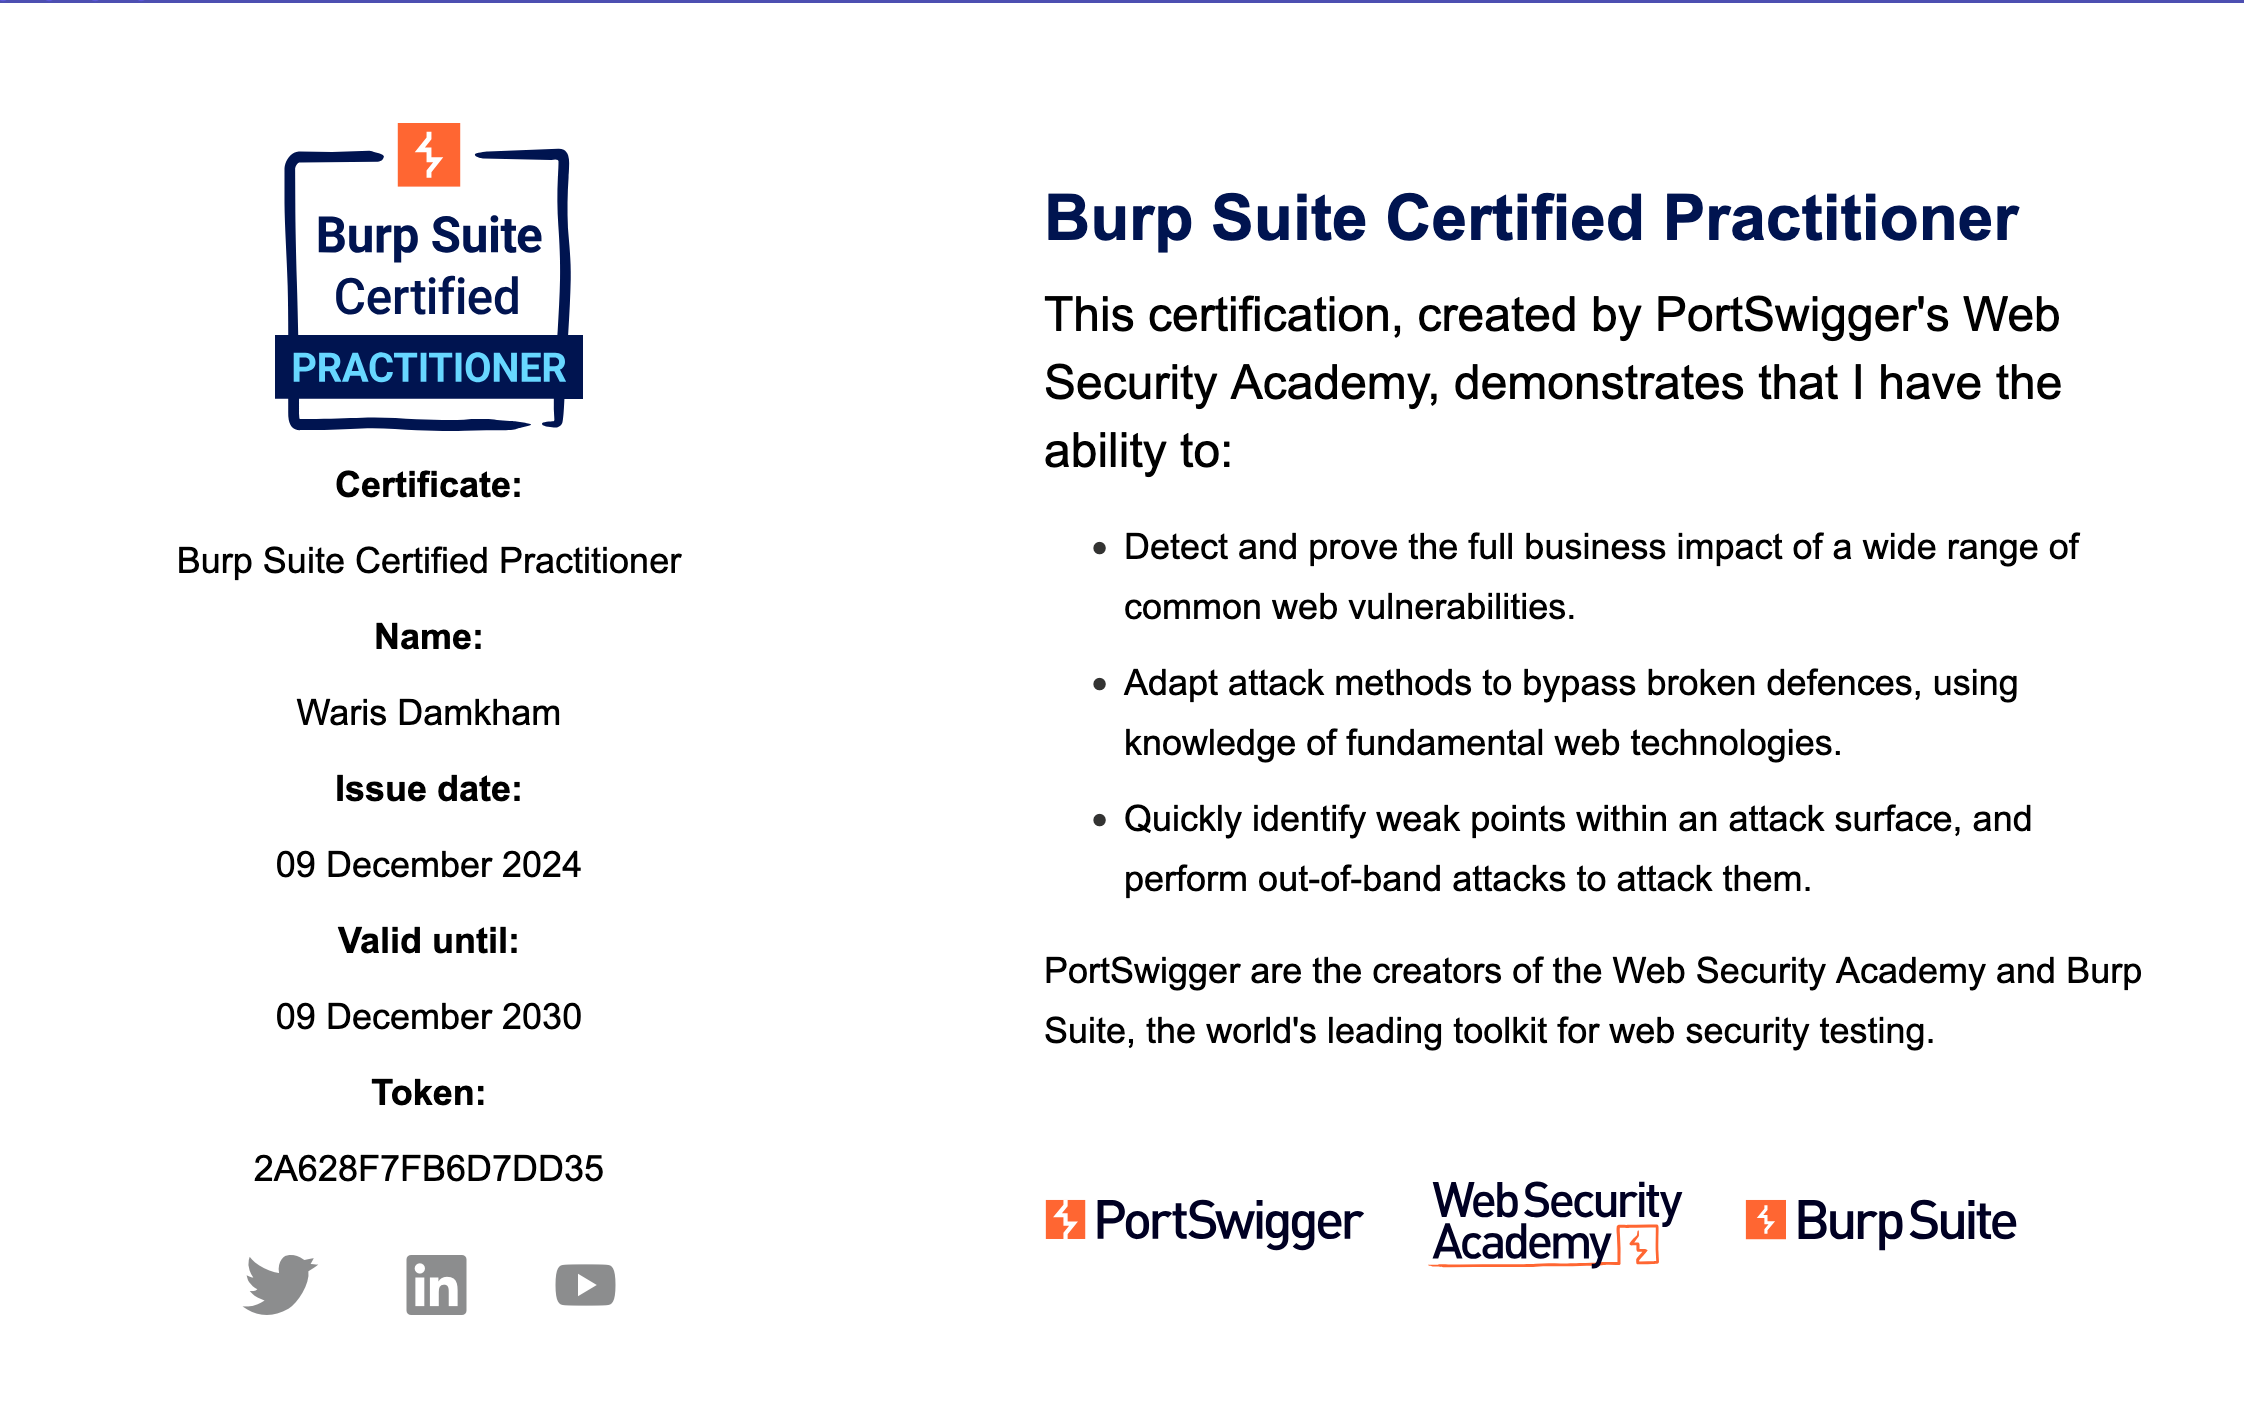 Burp Suite
Certified
PRACTITIONER
Certificate:
Burp Suite Certified Practitioner
Name:
Waris Damkham
Issue date:
09 December 2024
Valid until:
09 December 2030
Token:
2A628F7FB6D7DD35
in
Burp Suite Certified Practitioner
This certification, created by PortSwigger's Web
Security Academy, demonstrates that I have the
ability to:
• Detect and prove the full business impact of a wide range of
common web vulnerabilities.
• Adapt attack methods to bypass broken defences, using
knowledge of fundamental web technologies.
• Quickly identify weak points within an attack surface, and
perform out-of-band attacks to attack them.
PortSwigger are the creators of the Web Security Academy and Burp
Suite, the world's leading toolkit for web security testing.
PortSwigger
Web Security
Academy
Burp Suite